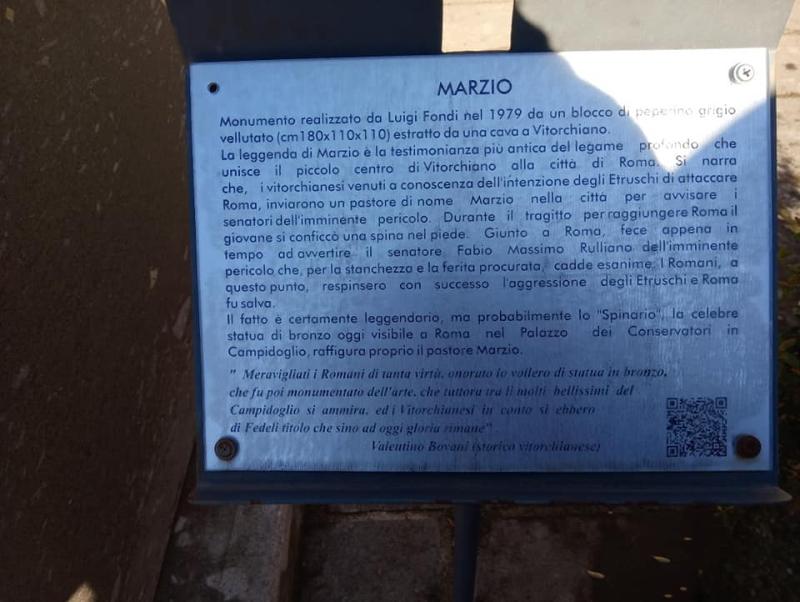 MARZIO
Monumento realizzato da Luigi Fondi nel 1979 da un blocco di peperino grigio
vellutato (cm180x110x110) estratto da una cava a Vitorchiano.
La leggenda di Marzio è la testimonianza più antica del legame profondo che
unisce il piccolo centro di Vitorchiano alla città di Roma. Si narra
che, i vitorchianesi venuti a conoscenza dell'intenzione degli Etruschi di attaccare
Roma, inviarono un pastore di nome Marzio nella città per avvisare i
senatori dell'imminente pericolo. Durante il tragitto per raggiungere Roma il
giovane si conficcò una spina nel piede. Giunto a Roma, fece appena in
tempo ad avvertire il senatore Fabio Massimo Rulliano dell'imminente
pericolo che, per la stanchezza e la ferita procurata, cadde esanime. I Romani, a
questo punto, respinsero con successo l'aggressione degli Etruschi e Roma
fu salva.
Il fatto è certamente leggendario, ma probabilmente lo "Spinario", la celebre
statua di bronzo oggi visibile a Roma nel Palazzo dei Conservatori in
Campidoglio, raffigura proprio il pastore Marzio.
" Meravigliati i Romani di tanta virtù, onorato lo vollero di statua in bronzo,
che fu poi monumentato dell'arte, che tuttora tra li molti bellissimi del
Campidoglio si ammira, ed i Vitorchianesi in conto si ebbero
di Fedeli titolo che sino ad oggi gloria rimane"
Valentino Bovani (storico vitorchianese)